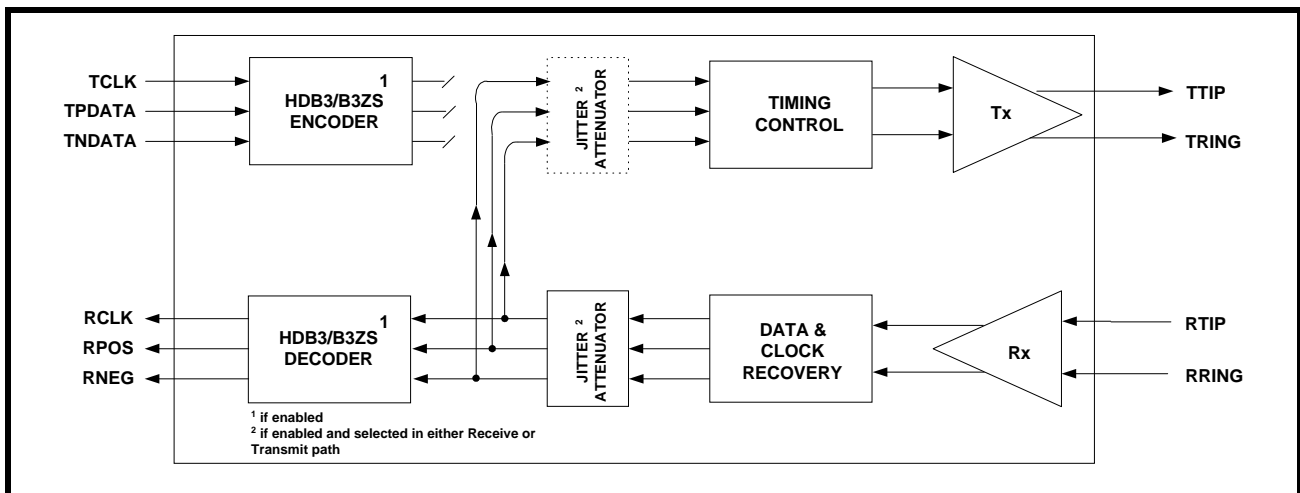 TCLK
TPDATA
TNDATA
HDB3/B3ZS 1
ENCODER
JITTER 2
ATTENUATOR
TIMING
CONTROL
Tx
TTIP
TRING
RCLK
RPOS
RNEG
HDB3/B3ZS 1
DECODER
JITTER 2
ATTENUATOR
DATA &
CLOCK
RECOVERY
Rx
RTIP
RRING
1 if enabled
2 if enabled and selected in either Receive or
Transmit path